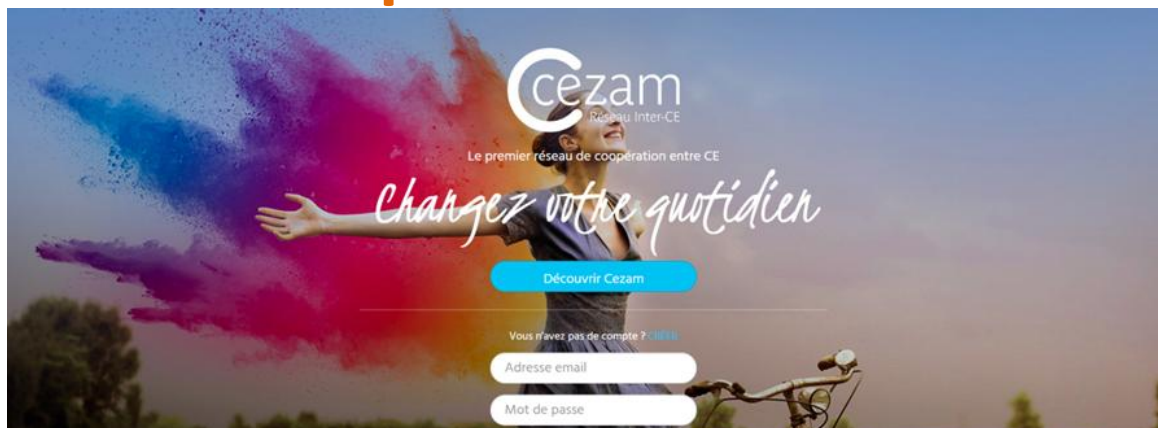 cezam
Réseau Inter-CE
Le premier réseau de coopération entre CE
Changez votre quotidien
Découvrir Cezam
Vous n'avez pas de compte ? CRÉER
Adresse email
Mot de passe